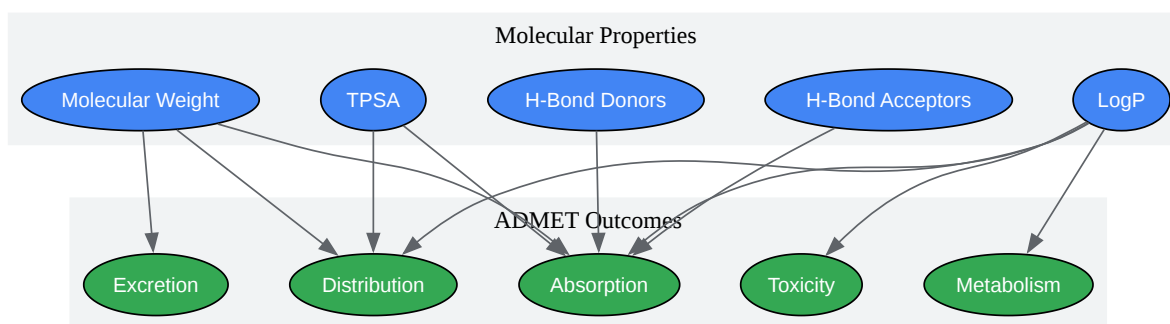 Molecular Properties
Molecular Weight
TPSA
H-Bond Donors
H-Bond Acceptors
LogP
ADMET Outcomes
Excretion
Distribution
Absorption
Toxicity
Metabolism